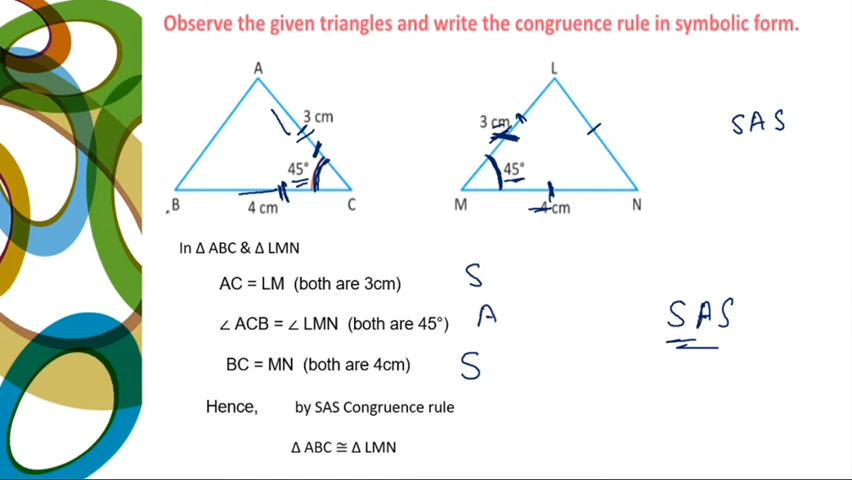 Observe the given triangles and write the congruence rule in symbolic form.
A
3 cm
45°
B
4 cm
C
L
3 cm
45°
M
4 cm
N
SAS
In Δ ABC & Δ LMN
AC = LM (both are 3cm) S
∠ ACB = ∠ LMN (both are 45°) A
SAS
BC = MN (both are 4cm) S
Hence, by SAS Congruence rule
Δ ABC ≅ Δ LMN